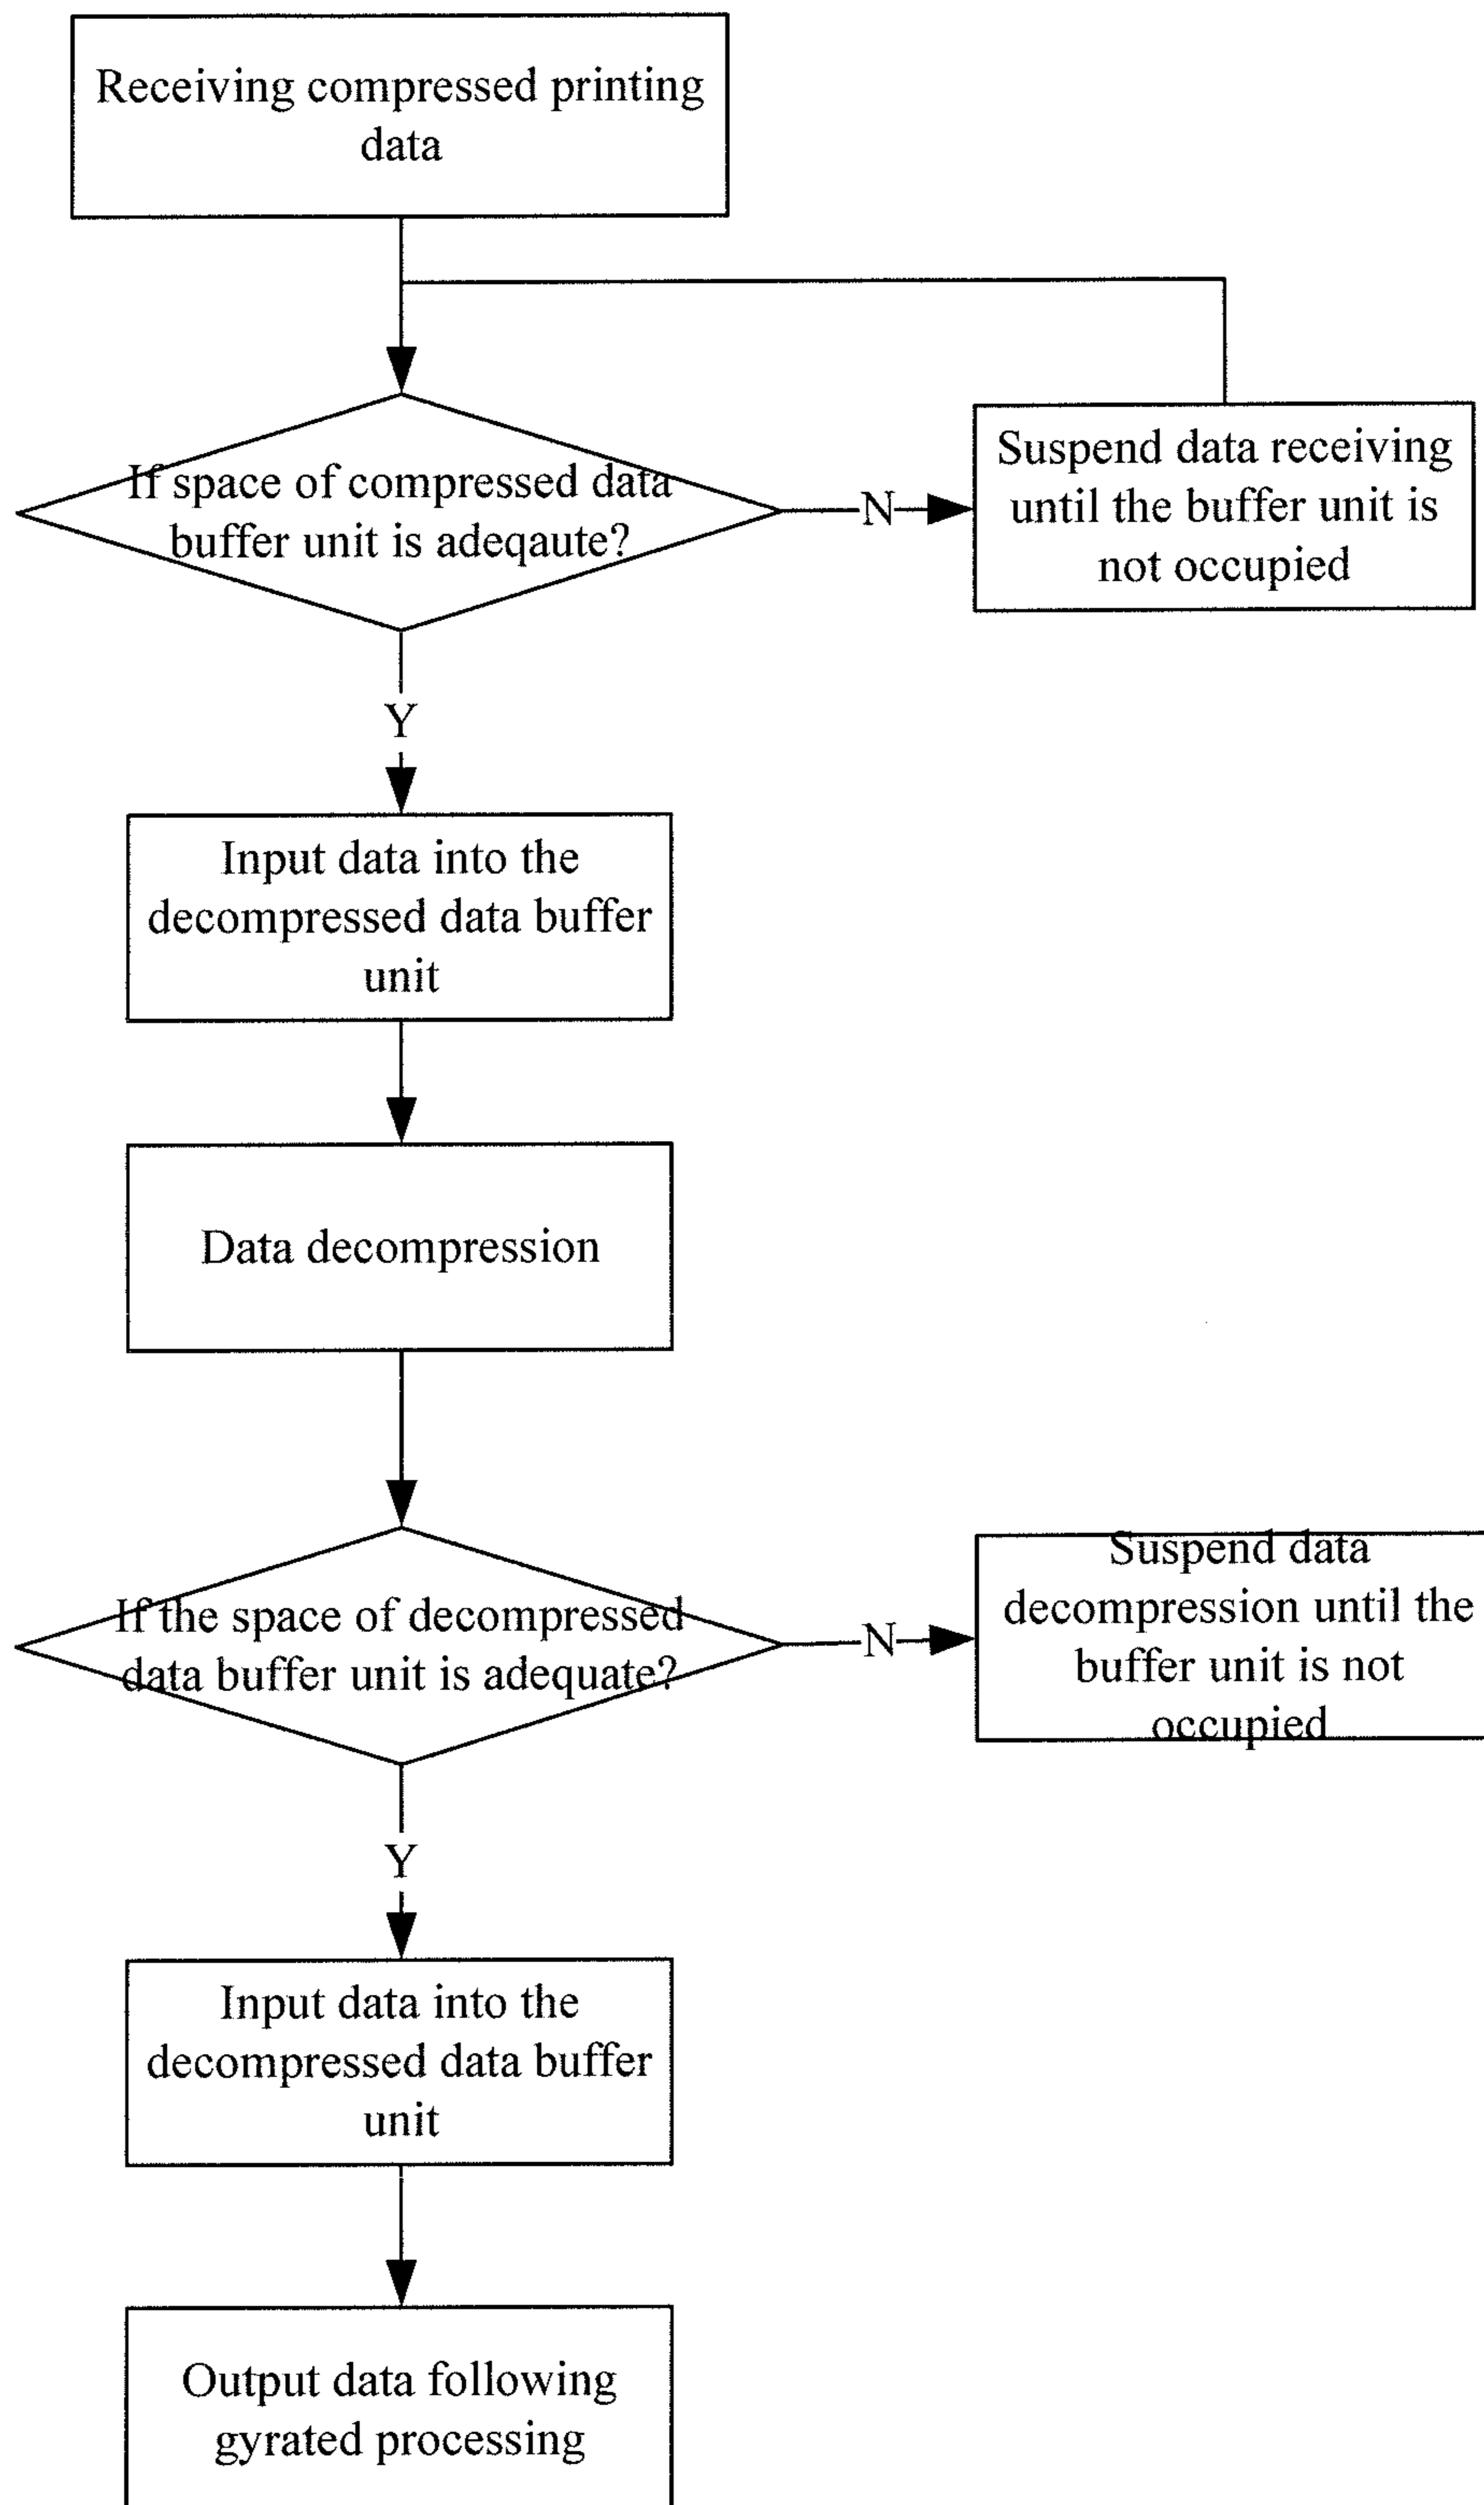 Receiving compressed printing
data
If space of compressed data
buffer unit is adeqaute?
N
Suspend data receiving
until the buffer unit is
not occupied
Y
Input data into the
decompressed data buffer
unit
Data decompression
If the space of decompressed
data buffer unit is adequate?
N
Suspend data
decompression until the
buffer unit is not
occupied
Y
Input data into the
decompressed data buffer
unit
Output data following
gyrated processing